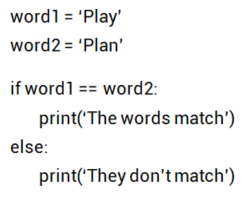 word1 = ‘Play’
word2 = ‘Plan’
if word1 == word2:
print(‘The words match’)
else:
print(‘They don’t match’)